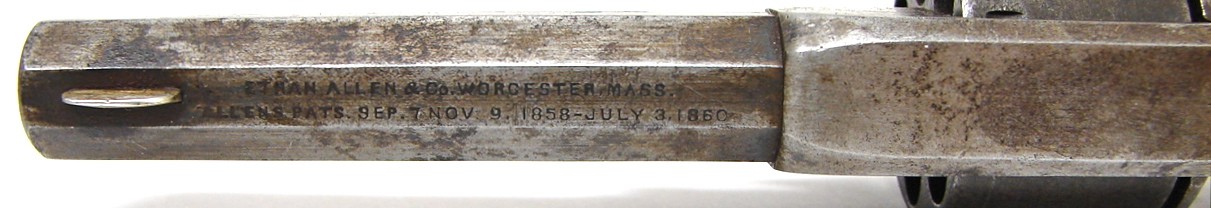 ETHAN ALLEN & Co. WORCESTER, MASS.
ALLENS PATS. SEP. 7 NOV. 9. 1858-JULY 3. 1860